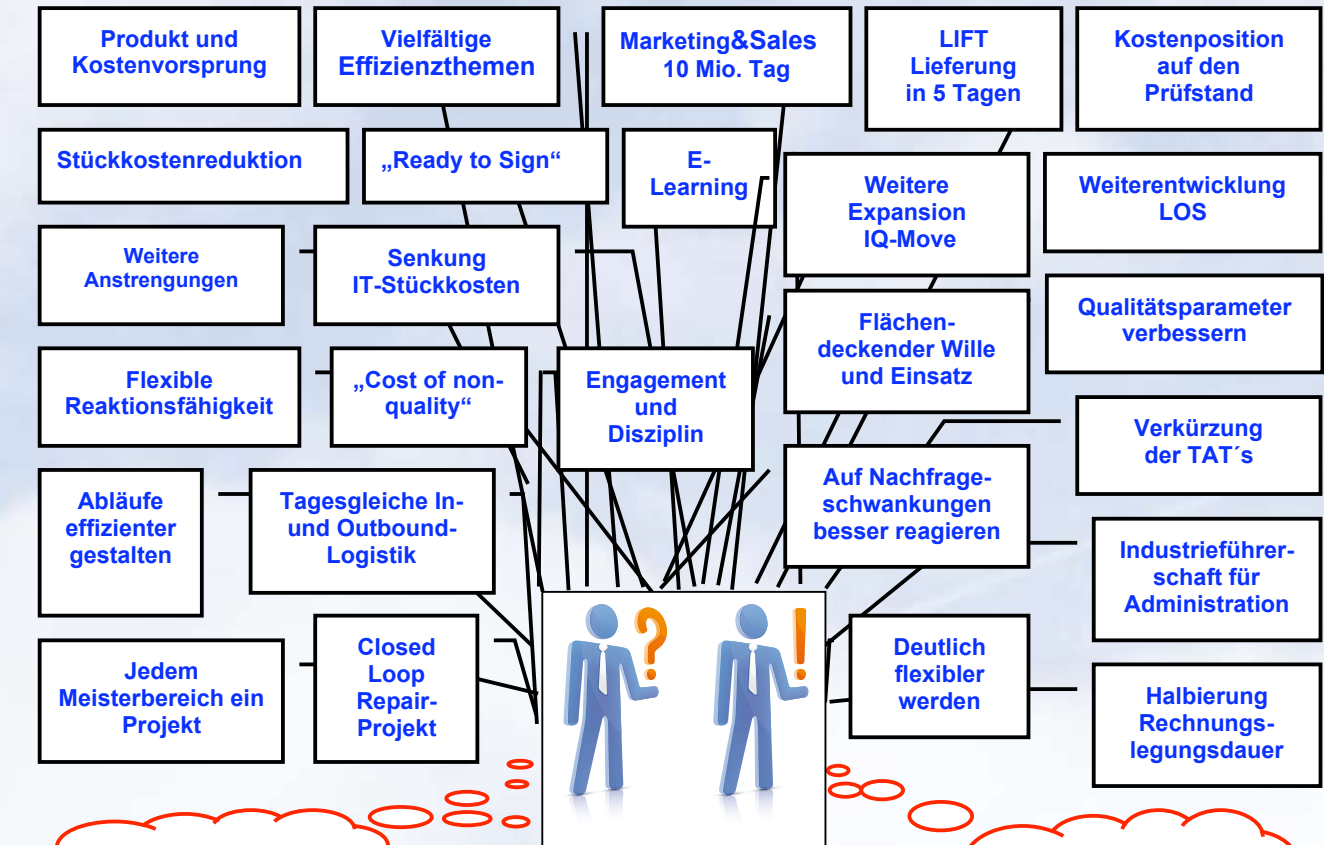 Produkt und
Kostenvorsprung
Vielfältige
Effizienzthemen
Marketing&Sales
10 Mio. Tag
LIFT
Lieferung
in 5 Tagen
Kostenposition
auf den
Prüfstand
Stückkostenreduktion
„Ready to Sign“
E-
Learning
Weitere
Expansion
IQ-Move
Weiterentwicklung
LOS
Weitere
Anstrengungen
Senkung
IT-Stückkosten
Flächen-
deckender Wille
und Einsatz
Qualitätsparameter
verbessern
Flexible
Reaktionsfähigkeit
„Cost of non-
quality“
Engagement
und
Disziplin
Verkürzung
der TAT´s
Abläufe
effizienter
gestalten
Tagesgleiche In-
und Outbound-
Logistik
Auf Nachfrage-
schwankungen
besser reagieren
Industrieführer-
schaft für
Administration
Jedem
Meisterbereich ein
Projekt
Closed
Loop
Repair-
Projekt
? !
Deutlich
flexibler
werden
Halbierung
Rechnungs-
legungsdauer